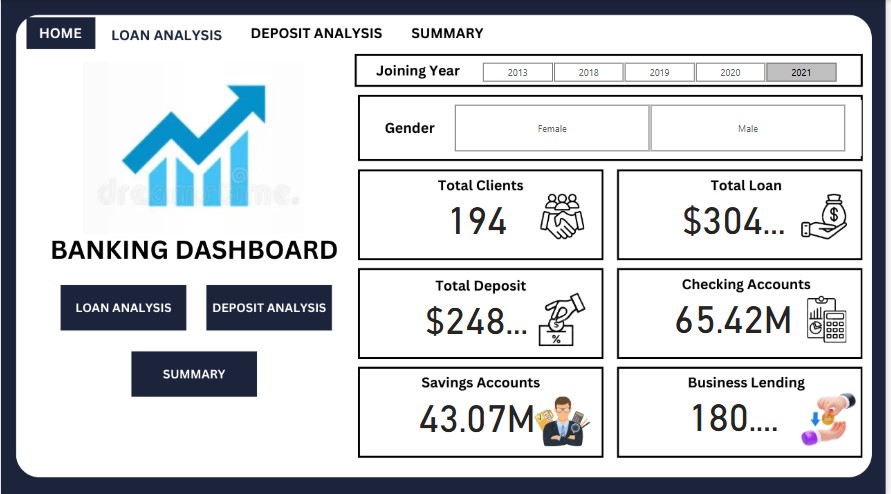 HOME
LOAN ANALYSIS
DEPOSIT ANALYSIS
SUMMARY
Joining Year
2013
2018
2019
2020
2021
Gender
Female
Male
Total Clients
194
Total Loan
$304...
$
BANKING DASHBOARD
LOAN ANALYSIS
DEPOSIT ANALYSIS
SUMMARY
Total Deposit
$248...
$
%
Checking Accounts
65.42M
Savings Accounts
43.07M
Business Lending
180....